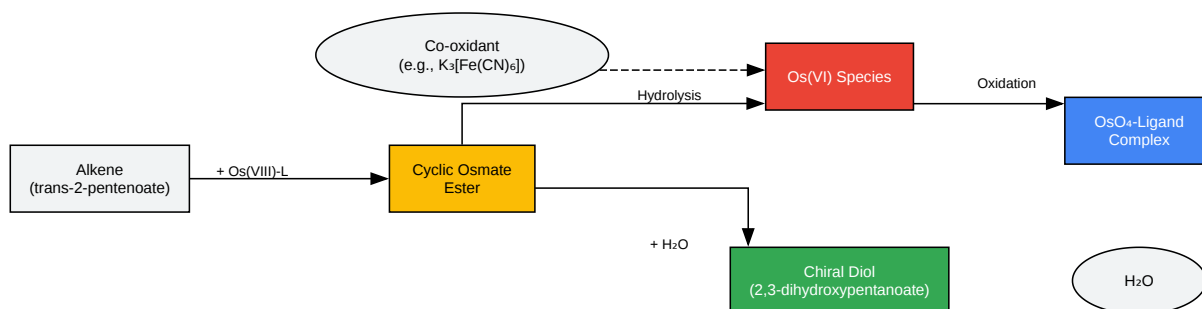 Co-oxidant
(e.g., K₃[Fe(CN)₆])
Os(VI) Species
Hydrolysis
Oxidation
OsO₄-Ligand
Complex
Alkene
(trans-2-pentenoate)
+ Os(VIII)-L
Cyclic Osmate
Ester
+ H₂O
Chiral Diol
(2,3-dihydroxypentanoate)
H₂O